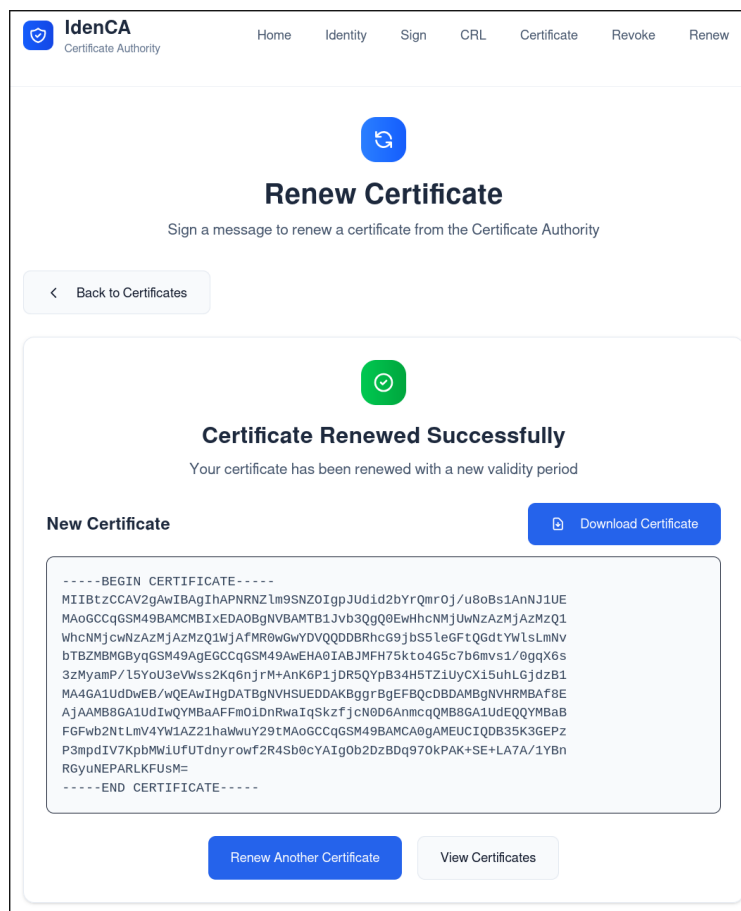 IdenCA
Certificate Authority
Home Identity Sign CRL Certificate Revoke Renew
Renew Certificate
Sign a message to renew a certificate from the Certificate Authority
Back to Certificates
Certificate Renewed Successfully
Your certificate has been renewed with a new validity period
New Certificate
Download Certificate
-----BEGIN CERTIFICATE-----
MIIBtzCCAV2gAwIBAgIhAPNRNZlm9SNZOIgpJUdid2bYrQmrOj/u8oBs1AnNJ1UE
MAoGCCqGSM49BAMCMBIxEDAOBgNVBAMTB1Jvb3QgQ0EwHhcNMjUwNzAzMjAzMzQ1
WhcNMjcwNzAzMjAzMzQ1WjAfMR0wGwYDVQQDDBRhcG9jbS5leGFtQGdtYWlsLmNv
bTBZMBMGByqGSM49AgEGCCqGSM49AwEHA0IABJMFH75kto4G5c7b6mvs1/0gqX6s
3zMyamP/l5YoU3eVWss2Kq6njrM+AnK6P1jDR5QYpB34H5TZiUyCXi5uhLGjdzB1
MA4GA1UdDwEB/wQEAwIHgDATBgNVHSUEDDAKBggrBgEFBQcDBDAMBgNVHRMBAf8E
AjAAMB8GA1UdIwQYMBaAFFmOiDnRwaIqSkzfjcN0D6AnmcqQMB8GA1UdEQQYMBaB
FGFwb2NtLmV4YW1AZ21haWwuY29tMAoGCCqGSM49BAMCA0gAMEUCIQDB35K3GEPz
P3mpdIV7KpbMWiUfUTdnyrowf2R4Sb0cYAIgOb2DzBDq97OkPAK+SE+LA7A/1YBn
RGyuNEPARLKFUsM=
-----END CERTIFICATE-----
Renew Another Certificate
View Certificates